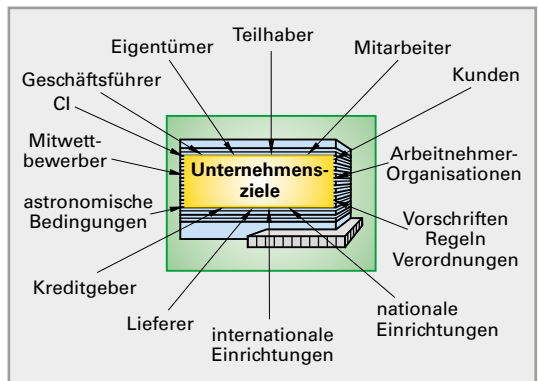 Teilhaber
Eigentümer
Mitarbeiter
Geschäftsführer
Kunden
CI
Mitwett-
bewerber
Unternehmens-
ziele
Arbeitnehmer-
Organisationen
astronomische
Bedingungen
Vorschriften
Regeln
Verordnungen
Kreditgeber
Lieferer
internationale
Einrichtungen
nationale
Einrichtungen